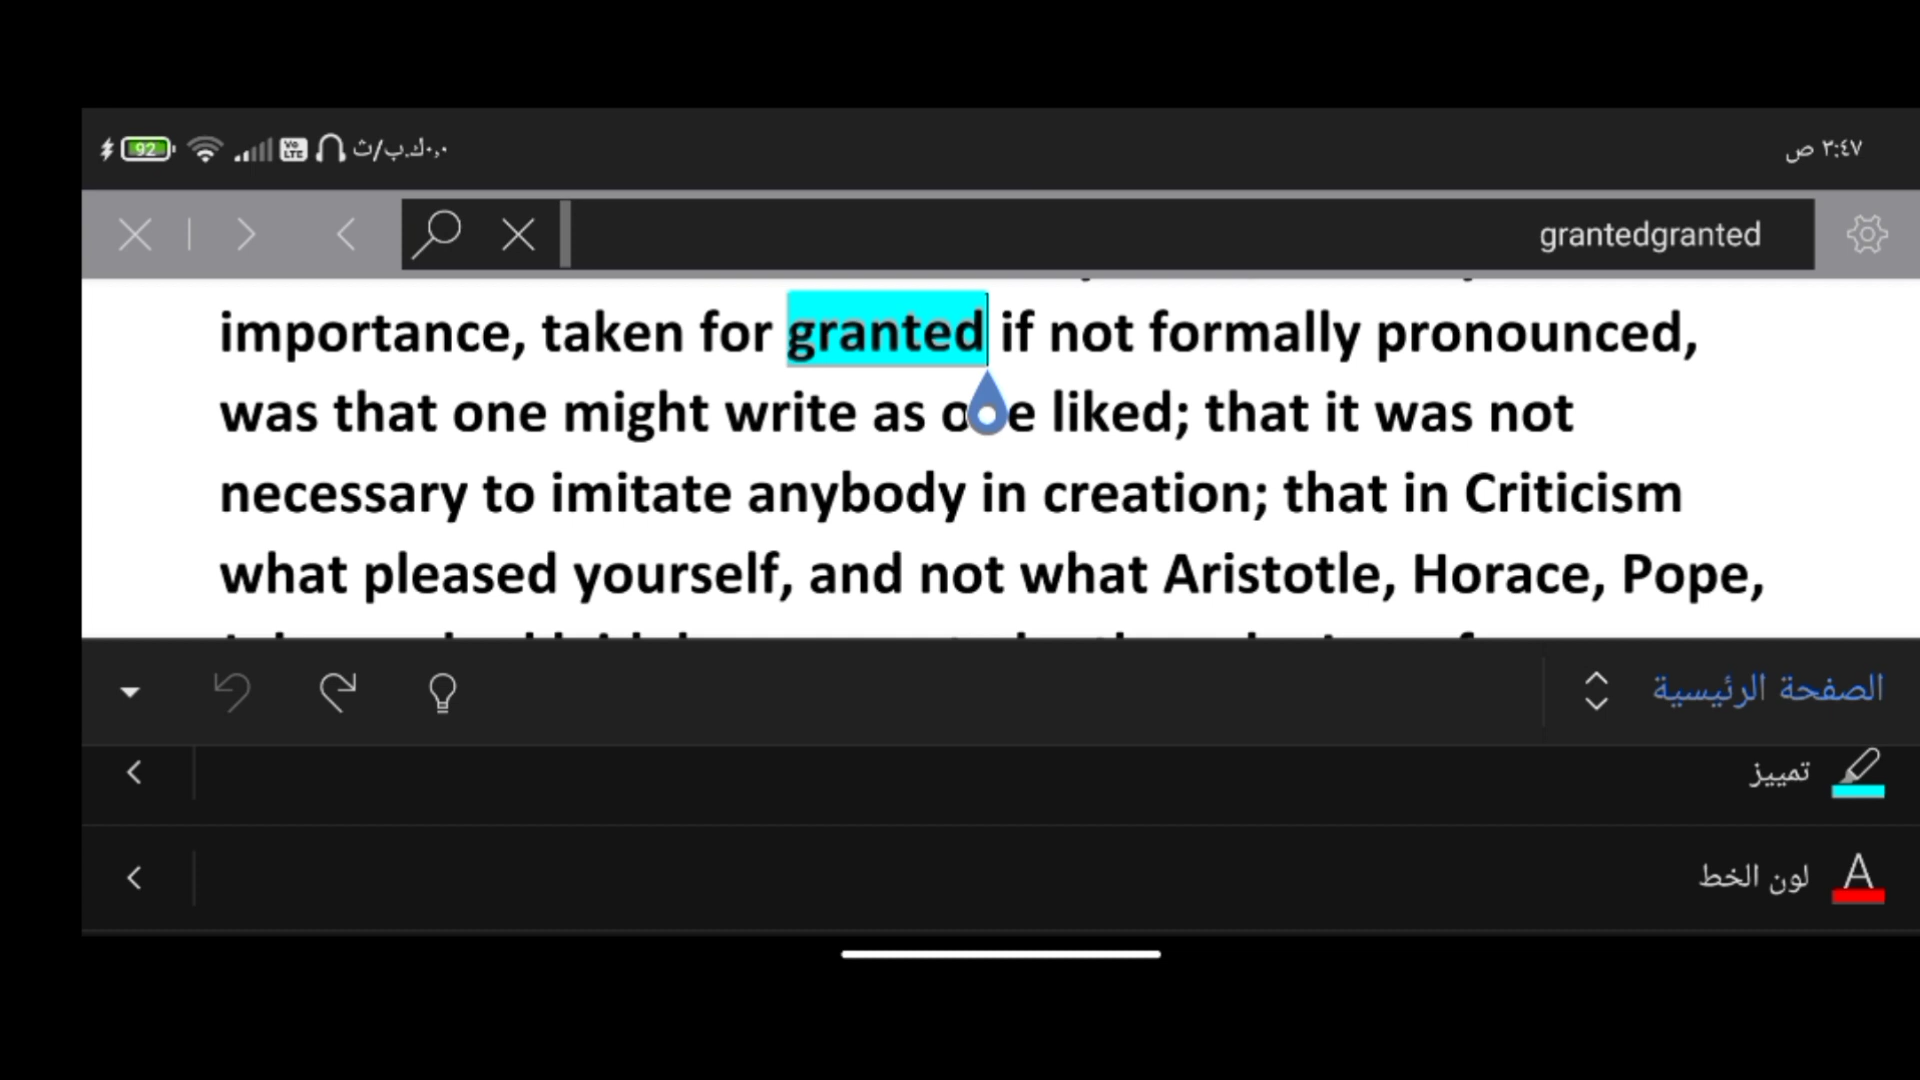 92 Vo LTE ٠,٠ك.ب/ث ٣:٤٧ ص
grantedgranted
importance, taken for granted if not formally pronounced,
was that one might write as o e liked; that it was not
necessary to imitate anybody in creation; that in Criticism
what pleased yourself, and not what Aristotle, Horace, Pope,
الصفحة الرئيسية
تمييز
لون الخط A